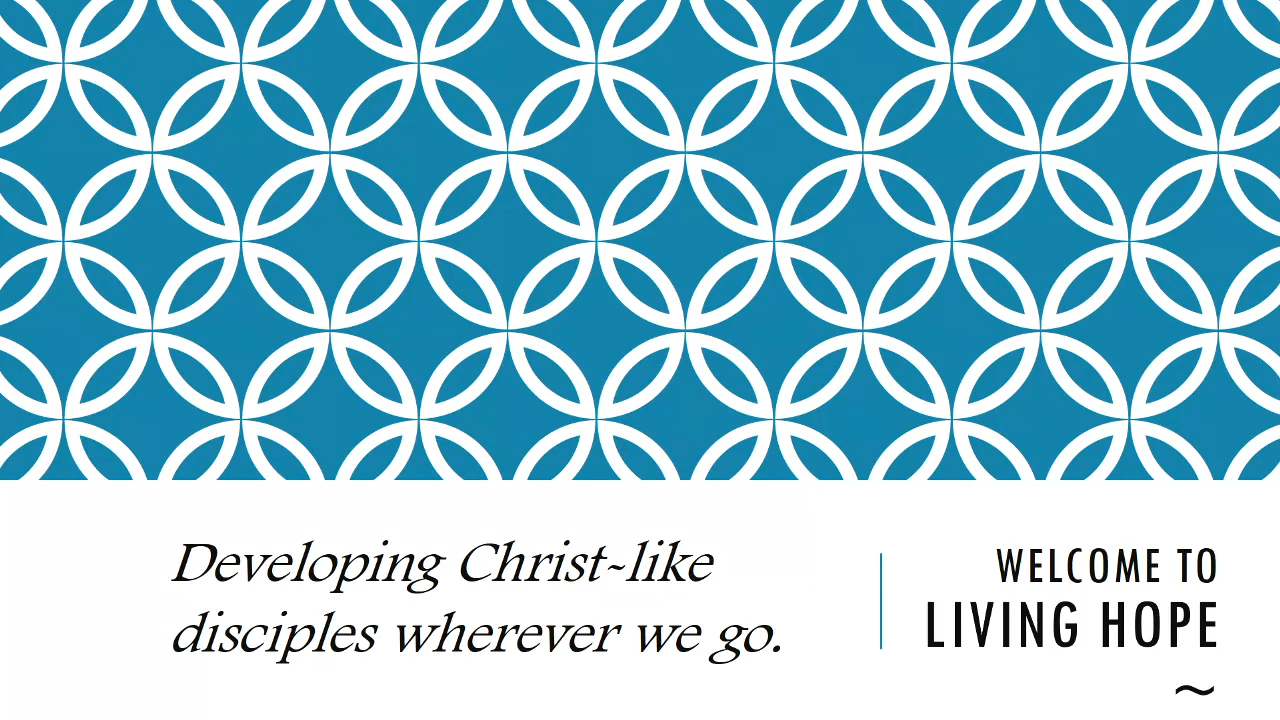 Developing Christ-like
disciples wherever we go.
WELCOME TO
LIVING HOPE
~